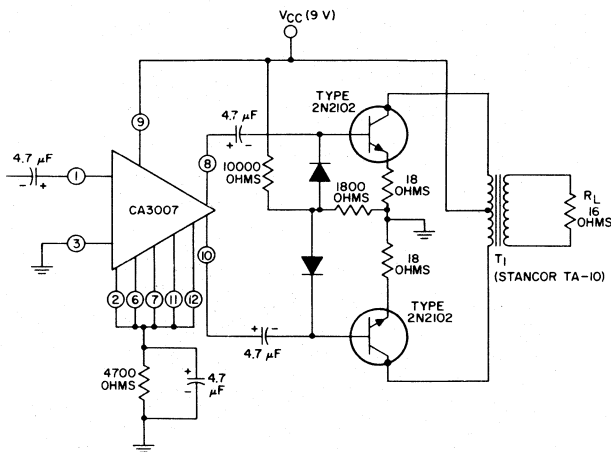 VCC (9 V)
TYPE
2N2102
4.7 µF
9
4.7 µF
8
+ -
- +
1
10000
OHMS
1800
OHMS
18
OHMS
CA3007
RL
16
OHMS
3
10
18
OHMS
T1
(STANCOR TA-10)
2
6
7
11
12
TYPE
2N2102
+ -
4.7 µF
4700
OHMS
+
-
4.7
µF